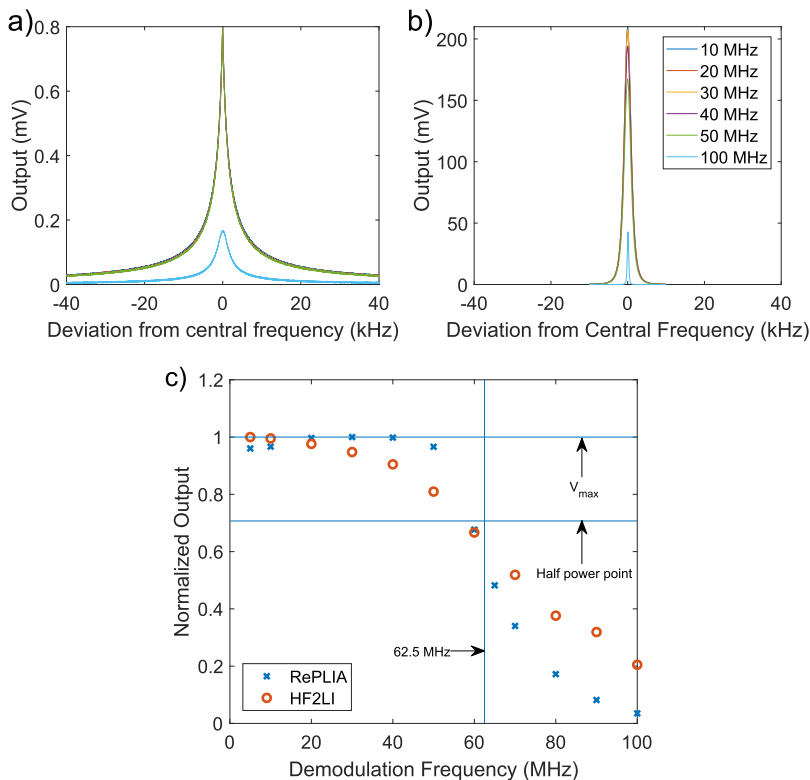 a)
0.8
0.6
0.4
0.2
0
-40
-20
0
20
40
Output (mV)
Deviation from central frequency (kHz)
b)
200
150
100
50
0
-40
-20
0
20
40
Output (mV)
Deviation from Central Frequency (kHz)
10 MHz
20 MHz
30 MHz
40 MHz
50 MHz
100 MHz
c)
1.2
1
0.8
0.6
0.4
0.2
0
0
20
40
60
80
100
Normalized Output
Demodulation Frequency (MHz)
Vmax
Half power point
62.5 MHz
RePLIA
HF2LI